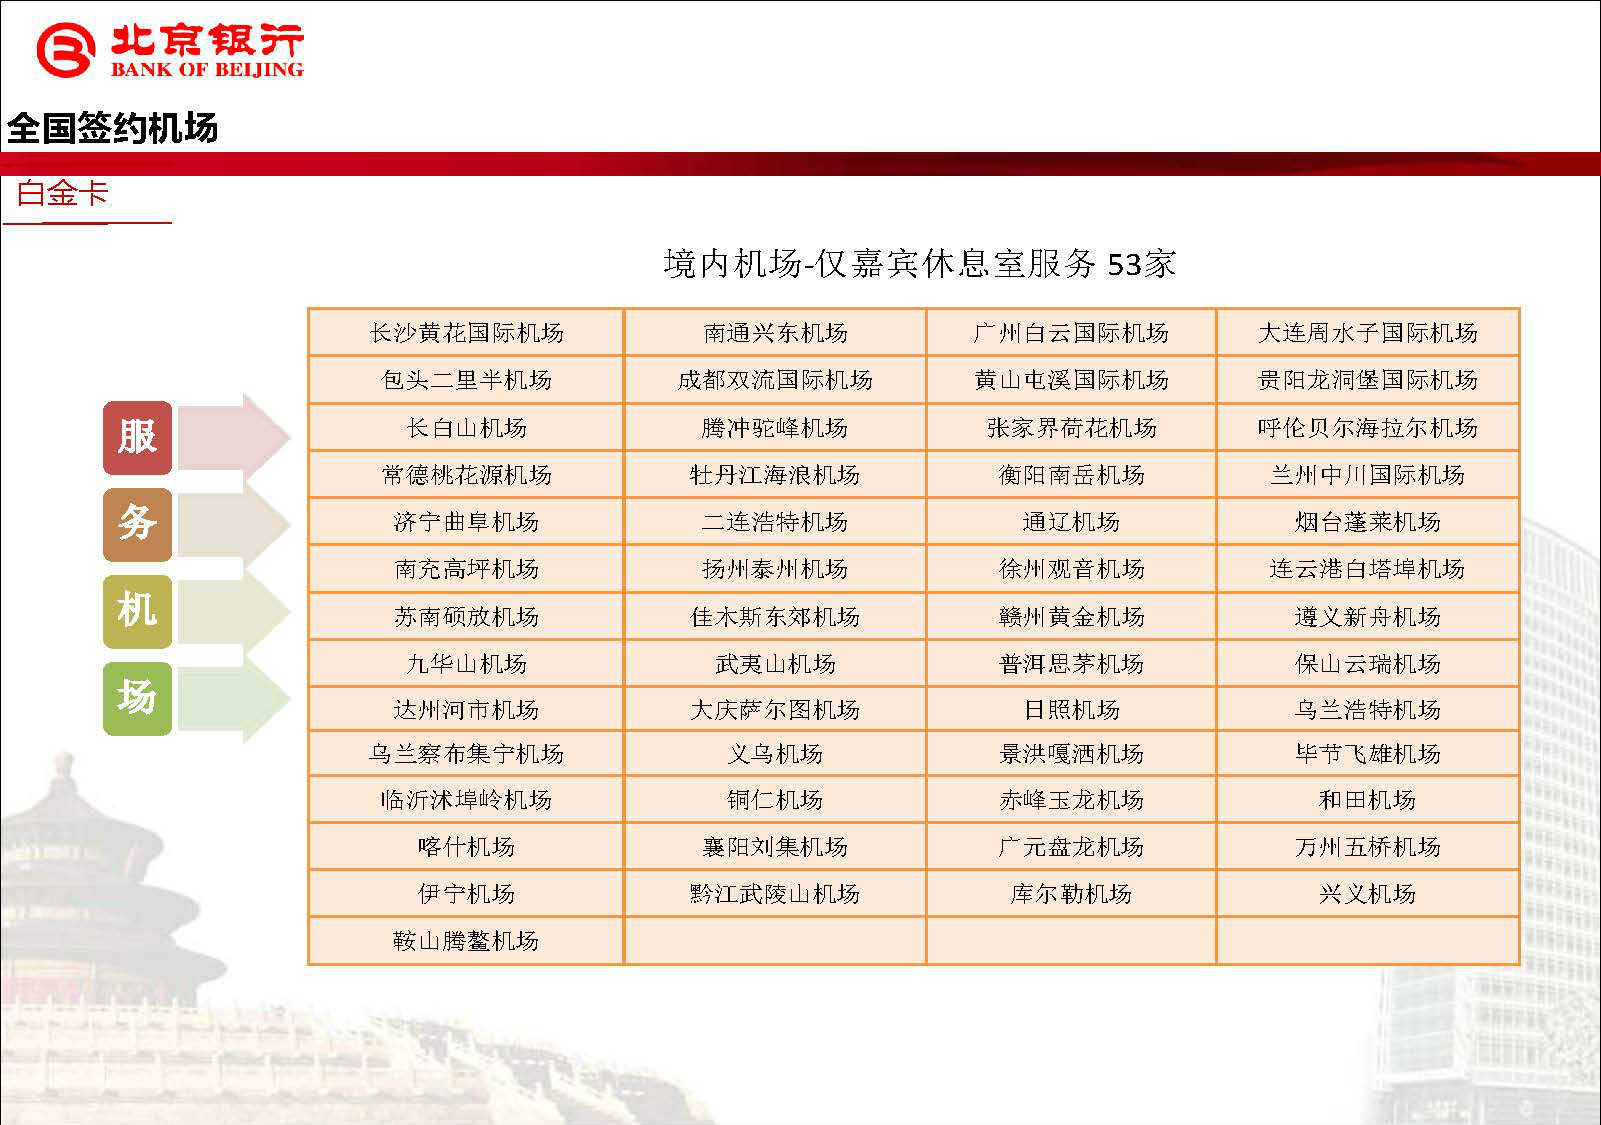 北京银行
BANK OF BEIJING
全国签约机场
白金卡
境内机场-仅嘉宾休息室服务 53家
服
务
机
场
长沙黄花国际机场 南通兴东机场 广州白云国际机场 大连周水子国际机场
包头二里半机场 成都双流国际机场 黄山屯溪国际机场 贵阳龙洞堡国际机场
长白山机场 腾冲驼峰机场 张家界荷花机场 呼伦贝尔海拉尔机场
常德桃花源机场 牡丹江海浪机场 衡阳南岳机场 兰州中川国际机场
济宁曲阜机场 二连浩特机场 通辽机场 烟台蓬莱机场
南充高坪机场 扬州泰州机场 徐州观音机场 连云港白塔埠机场
苏南硕放机场 佳木斯东郊机场 赣州黄金机场 遵义新舟机场
九华山机场 武夷山机场 普洱思茅机场 保山云瑞机场
达州河市机场 大庆萨尔图机场 日照机场 乌兰浩特机场
乌兰察布集宁机场 义乌机场 景洪嘎洒机场 毕节飞雄机场
临沂沭埠岭机场 铜仁机场 赤峰玉龙机场 和田机场
喀什机场 襄阳刘集机场 广元盘龙机场 万州五桥机场
伊宁机场 黔江武陵山机场 库尔勒机场 兴义机场
鞍山腾鳌机场